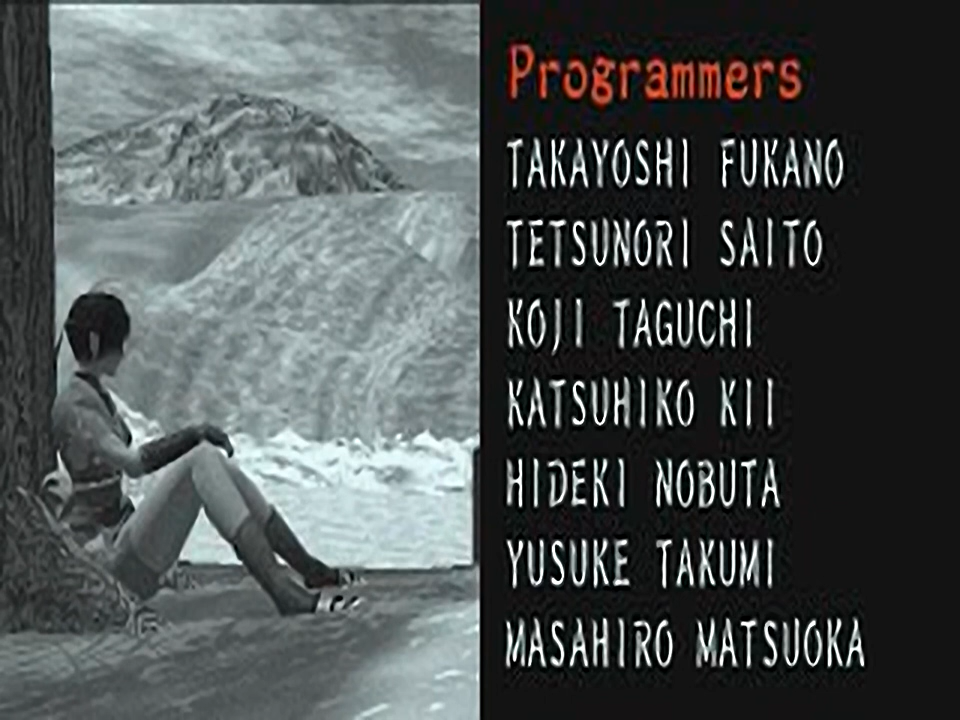 Programmers
TAKAYOSHI FUKANO
TETSUNORI SAITO
KOJI TAGUCHI
KATSUHIKO KII
HIDEKI NOBUTA
YUSUKE TAKUMI
MASAHIRO MATSUOKA